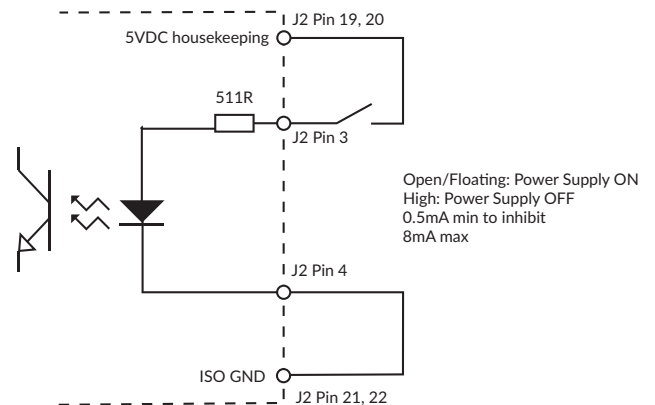 J2 Pin 19, 20
5VDC housekeeping
511R
J2 Pin 3
Open/Floating: Power Supply ON
High: Power Supply OFF
0.5mA min to inhibit
8mA max
J2 Pin 4
ISO GND
J2 Pin 21, 22